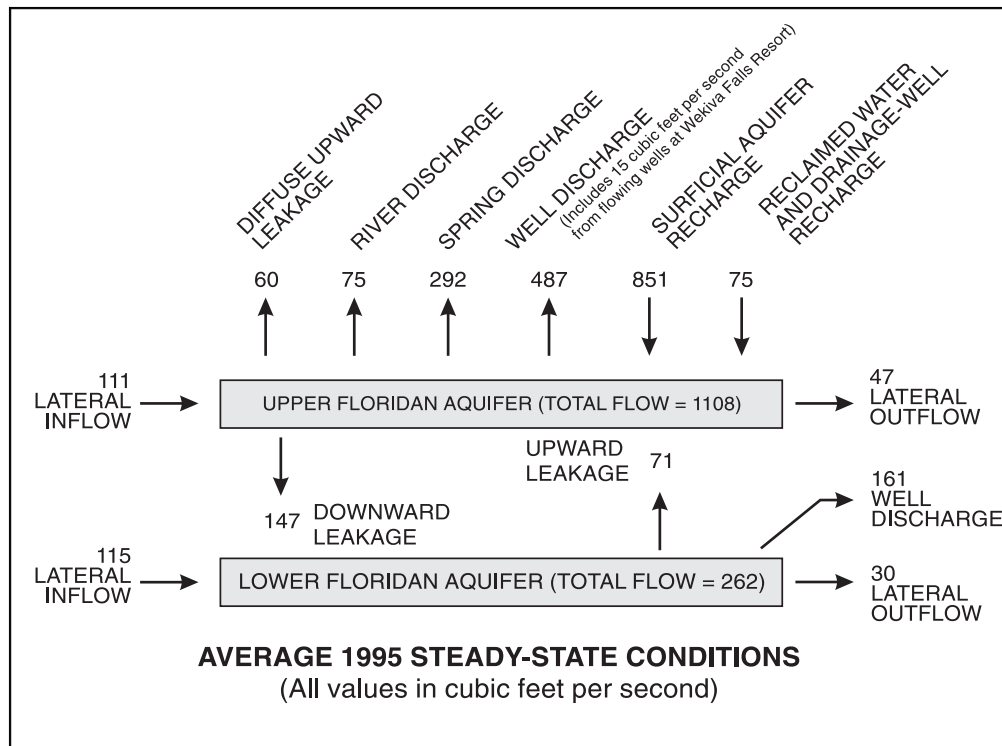 DIFFUSE UPWARD
LEAKAGE
RIVER DISCHARGE
SPRING DISCHARGE
WELL DISCHARGE
(Includes 15 cubic feet per second
from flowing wells at Wekiva Falls Resort)
SURFICIAL AQUIFER
RECHARGE
RECLAIMED WATER
AND DRAINAGE-WELL
RECHARGE
60
75
292
487
851
75
111
LATERAL
INFLOW
UPPER FLORIDAN AQUIFER (TOTAL FLOW = 1108)
47
LATERAL
OUTFLOW
147
DOWNWARD
LEAKAGE
UPWARD
LEAKAGE
71
161
WELL
DISCHARGE
115
LATERAL
INFLOW
LOWER FLORIDAN AQUIFER (TOTAL FLOW = 262)
30
LATERAL
OUTFLOW
AVERAGE 1995 STEADY-STATE CONDITIONS
(All values in cubic feet per second)